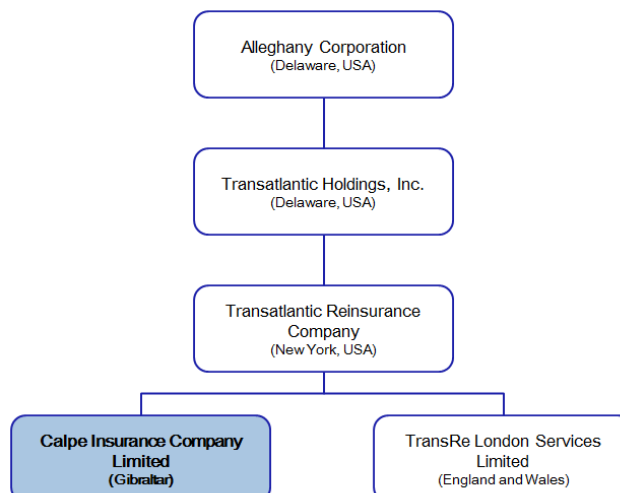 Alleghany Corporation
(Delaware, USA)
Transatlantic Holdings, Inc.
(Delaware, USA)
Transatlantic Reinsurance
Company
(New York, USA)
Calpe Insurance Company
Limited
(Gibraltar)
TransRe London Services
Limited
(England and Wales)